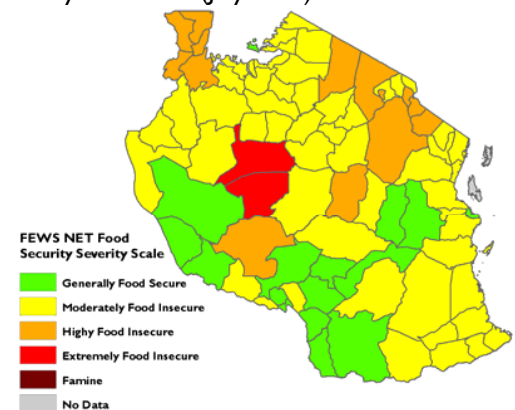 FEWS NET Food
Security Severity Scale
Generally Food Secure
Moderately Food Insecure
Highy Food Insecure
Extremely Food Insecure
Famine
No Data